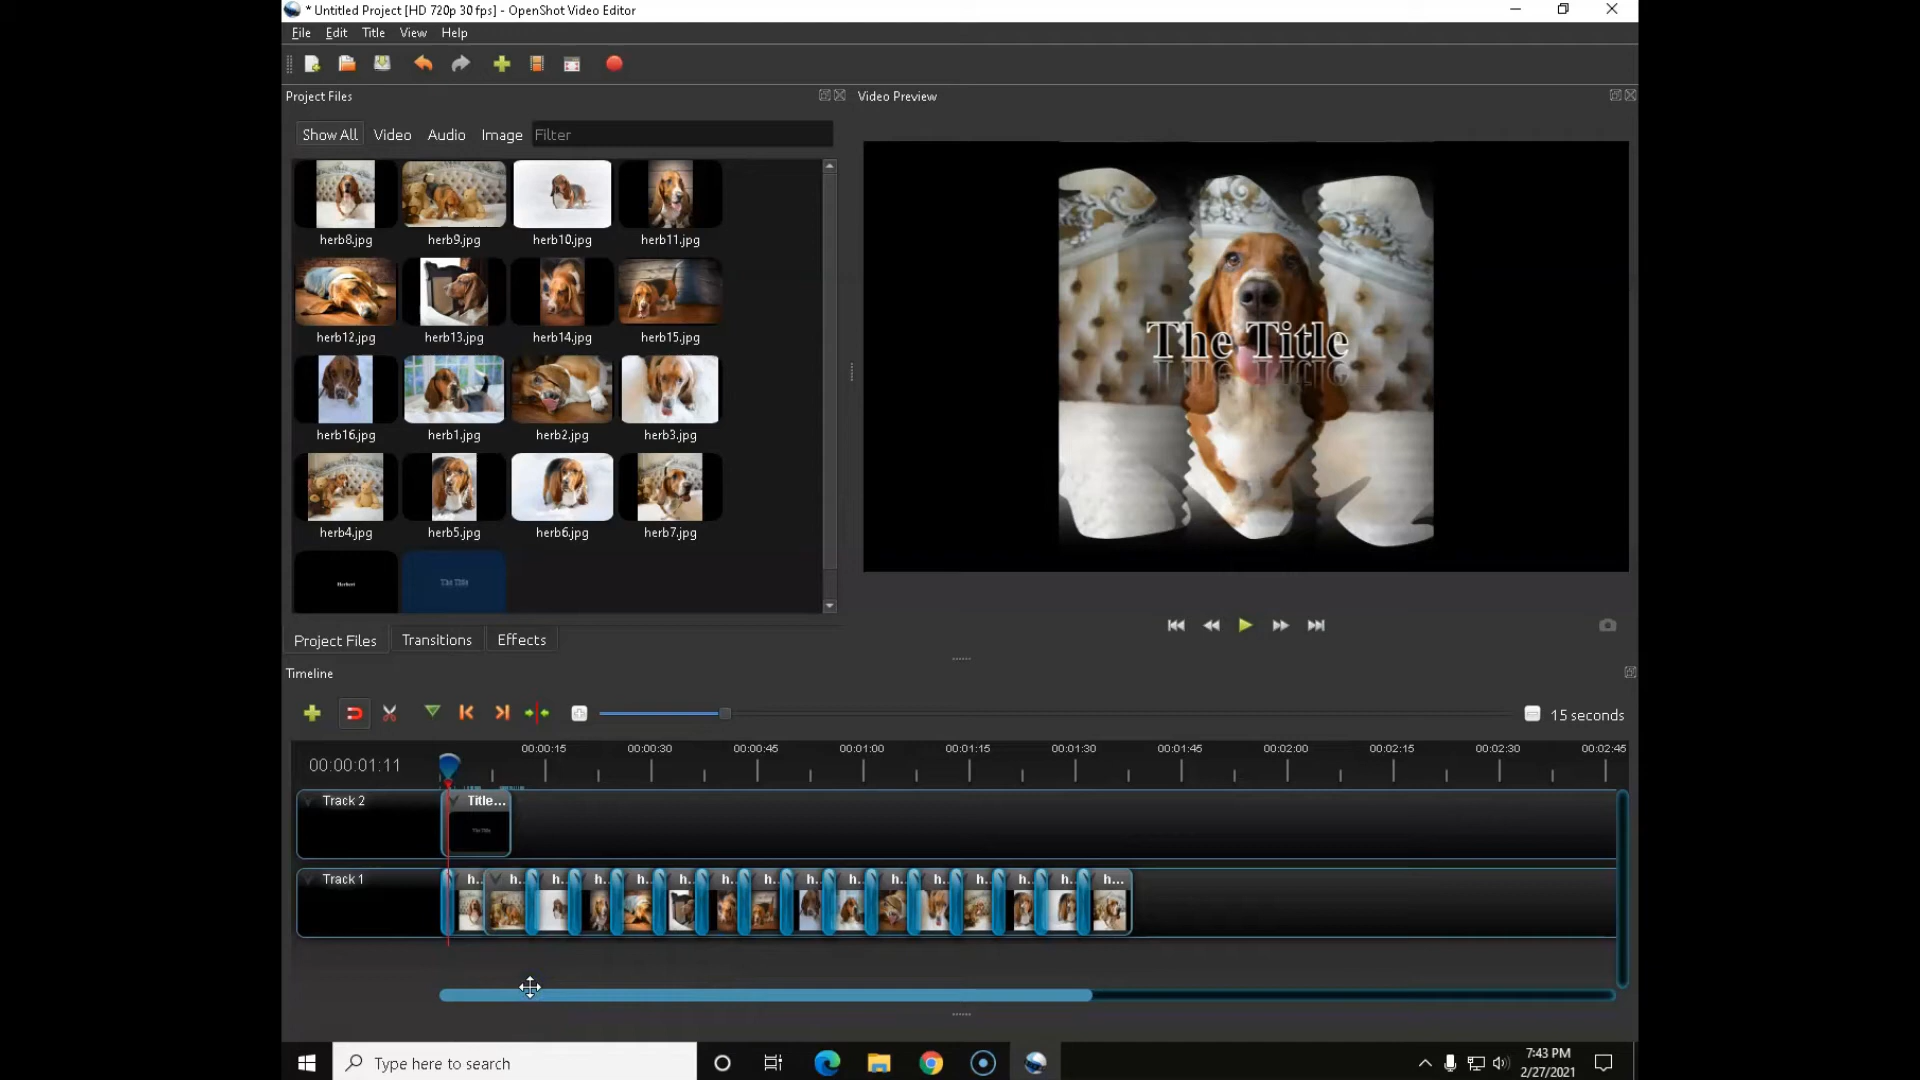 * Untitled Project [HD 720p 30 fps] - OpenShot Video Editor
File Edit Title View Help
Project Files
Video Preview
Show All Video Audio Image Filter
herb8.jpg herb9.jpg herb10.jpg herb11.jpg
herb12.jpg herb13.jpg herb14.jpg herb15.jpg
The Title
herb16.jpg herb1.jpg herb2.jpg herb3.jpg
herb4.jpg herb5.jpg herb6.jpg herb7.jpg
Herbert The Title
Project Files Transitions Effects
Timeline
15 seconds
00:00:15 00:00:30 00:00:45 00:01:00 00:01:15 00:01:30 00:01:45 00:02:00 00:02:15 00:02:30 00:02:45
00:00:01:11
Track 2 Title...
The Title
Track 1 h... h... h... h... h... h... h... h... h... h... h... h... h... h... h... h...
Type here to search
7:43 PM
2/27/2021